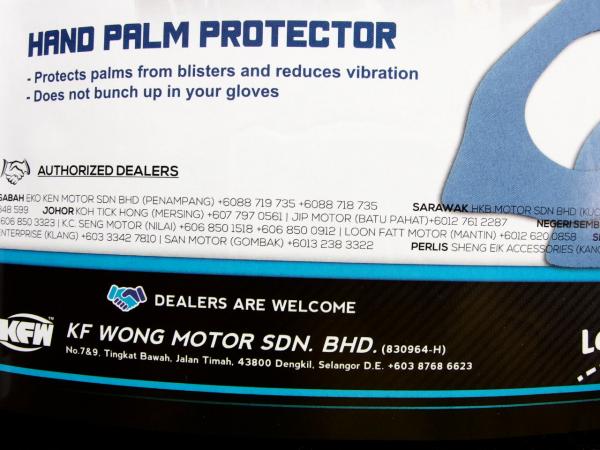 HAND PALM PROTECTOR
- Protects palms from blisters and reduces vibration
- Does not bunch up in your gloves
AUTHORIZED DEALERS
SABAH EKO KEN MOTOR SDN BHD (PENAMPANG) +6088 719 735 +6088 718 735 SARAWAK HKB MOTOR SDN BHD
848 599 JOHOR KOH TICK HONG (MERSING) +607 797 0561 | JIP MOTOR (BATU PAHAT)+6012 761 2287 NEGERI
606 850 3323 | K.C. SENG MOTOR (NILAI) +606 850 1518 +606 850 0912 | LOON FATT MOTOR (MANTIN) +6012 620 0858
ENTERPRISE (KLANG) +603 3342 7810 | SAN MOTOR (GOMBAK) +6013 238 3322 PERLIS SHENG EIK ACCESSORIES
DEALERS ARE WELCOME
KFW™
KF WONG MOTOR SDN. BHD. (830964-H)
No.7&9. Tingkat Bawah, Jalan Timah, 43800 Dengkil, Selangor D.E. +603 8768 6623